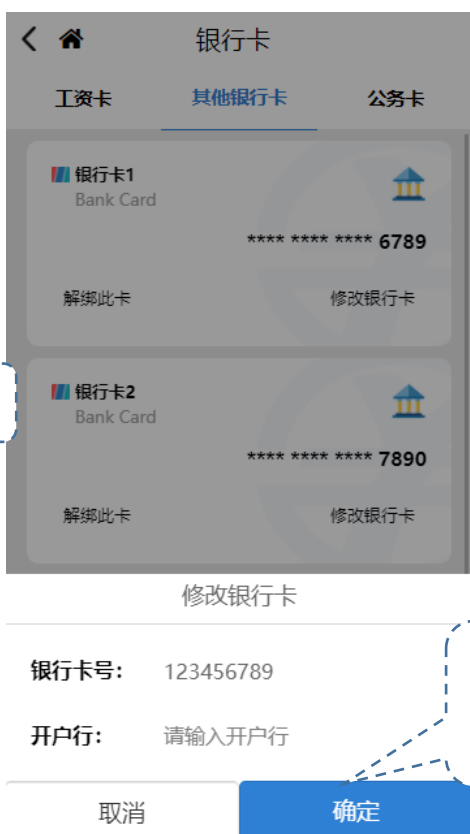 银行卡
工资卡 其他银行卡 公务卡
银行卡1
Bank Card
**** **** **** 6789
解绑此卡 修改银行卡
银行卡2
Bank Card
**** **** **** 7890
解绑此卡 修改银行卡
修改银行卡
银行卡号: 123456789
开户行: 请输入开户行
取消 确定